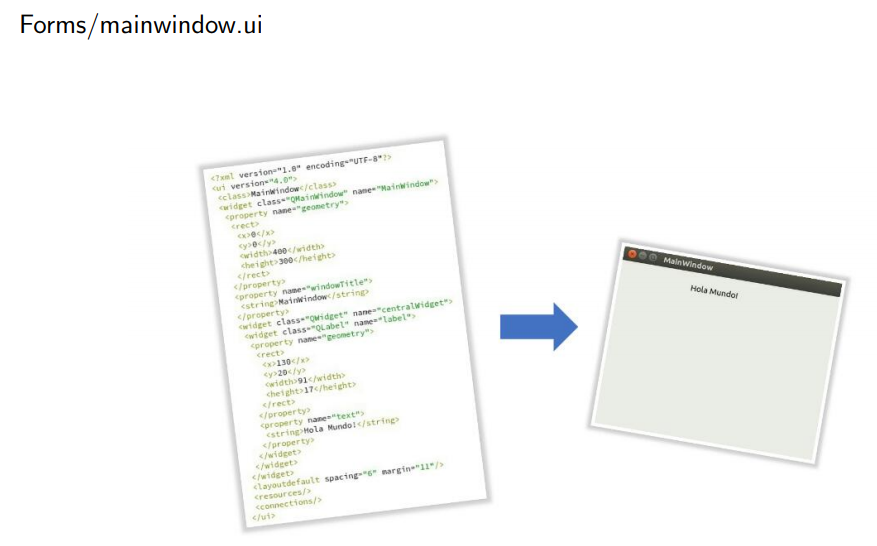 Forms/mainwindow.ui
<?xml version="1.0" encoding="UTF-8"?>
<ui version="4.0">
<class>MainWindow</class>
<widget class="QMainWindow" name="MainWindow">
<property name="geometry">
<rect>
<x>0</x>
<y>0</y>
<width>400</width>
<height>300</height>
</rect>
</property>
<property name="windowTitle">
<string>MainWindow</string>
</property>
<widget class="QWidget" name="centralWidget">
<widget class="QLabel" name="label">
<property name="geometry">
<rect>
<x>130</x>
<y>20</y>
<width>91</width>
<height>17</height>
</rect>
</property>
<property name="text">
<string>Hola Mundo!</string>
</property>
</widget>
</widget>
</widget>
<layoutdefault spacing="6" margin="11"/>
<resources/>
<connections/>
</ui>
MainWindow
Hola Mundo!